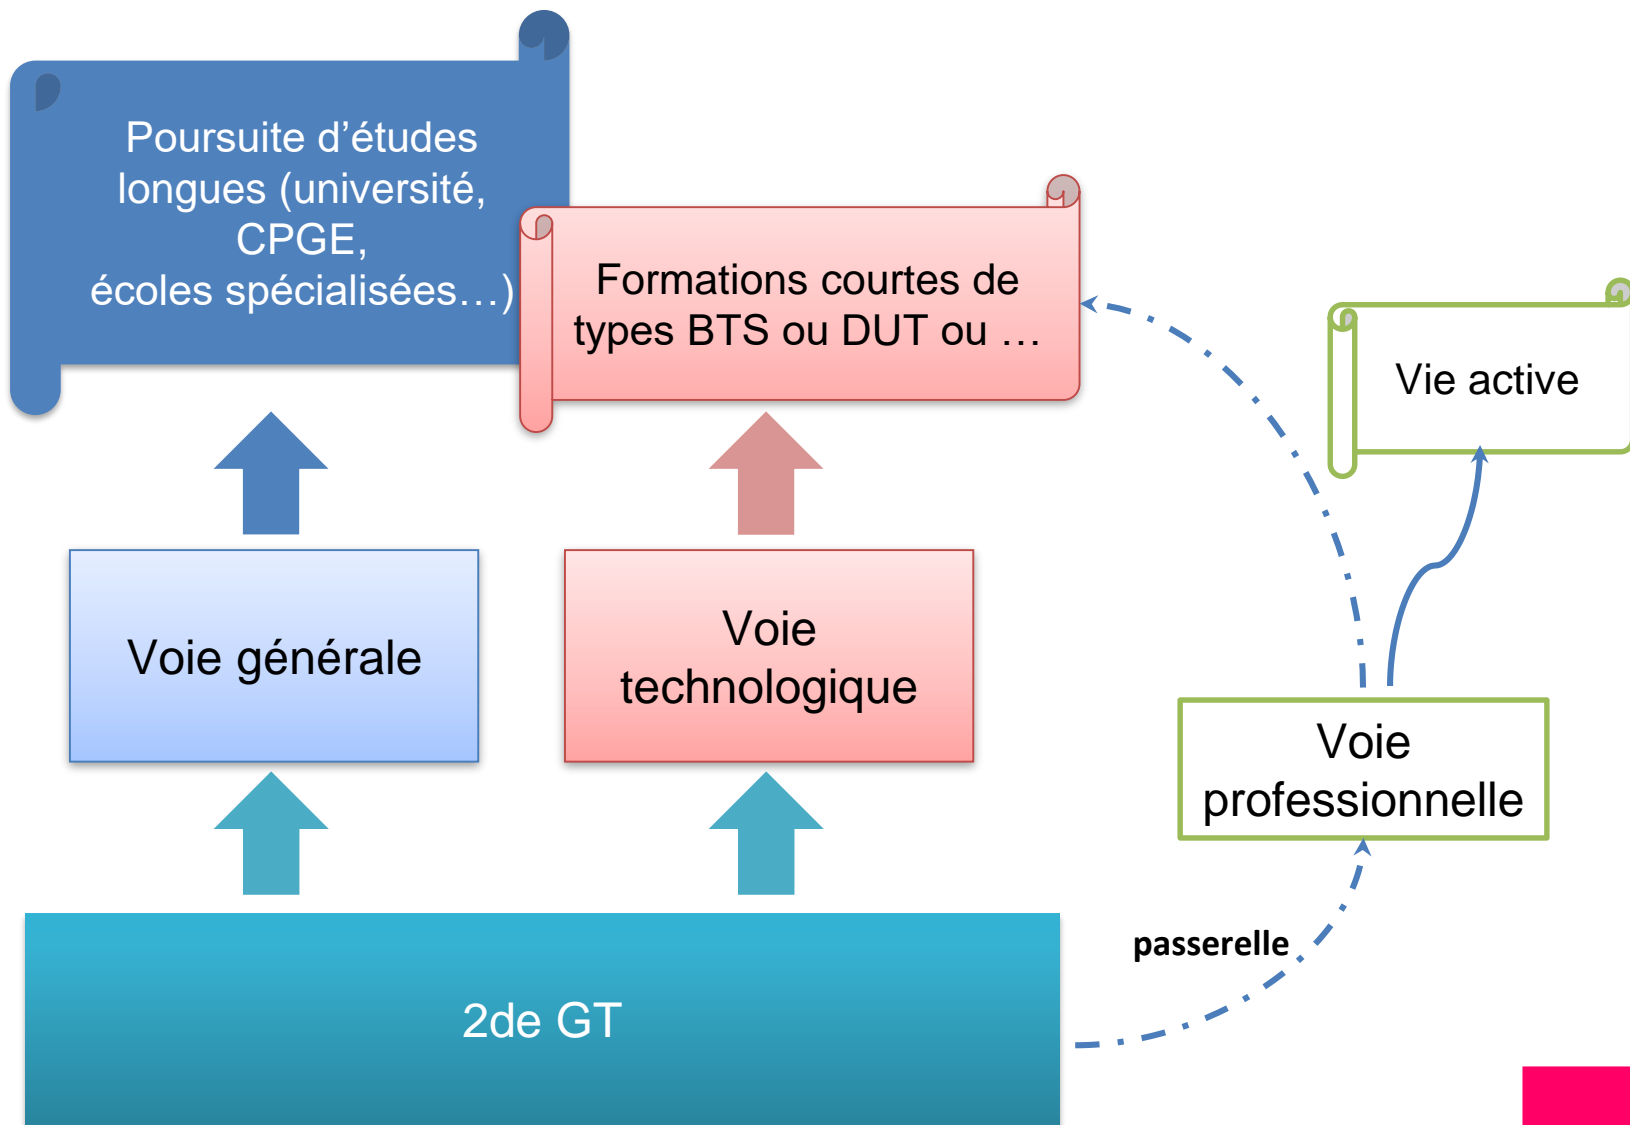 Poursuite d’études
longues (université,
CPGE,
écoles spécialisées…)
Formations courtes de
types BTS ou DUT ou …
Vie active
Voie générale
Voie
technologique
Voie
professionnelle
passerelle
2de GT